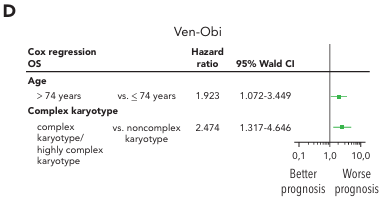 D
Ven-Obi
Cox regression OS Hazard ratio 95% Wald CI
Age
> 74 years vs. ≤ 74 years 1.923 1.072-3.449
Complex karyotype
complex karyotype/ highly complex karyotype vs. noncomplex karyotype 2.474 1.317-4.646
0,1 1,0 10,0
Better prognosis Worse prognosis